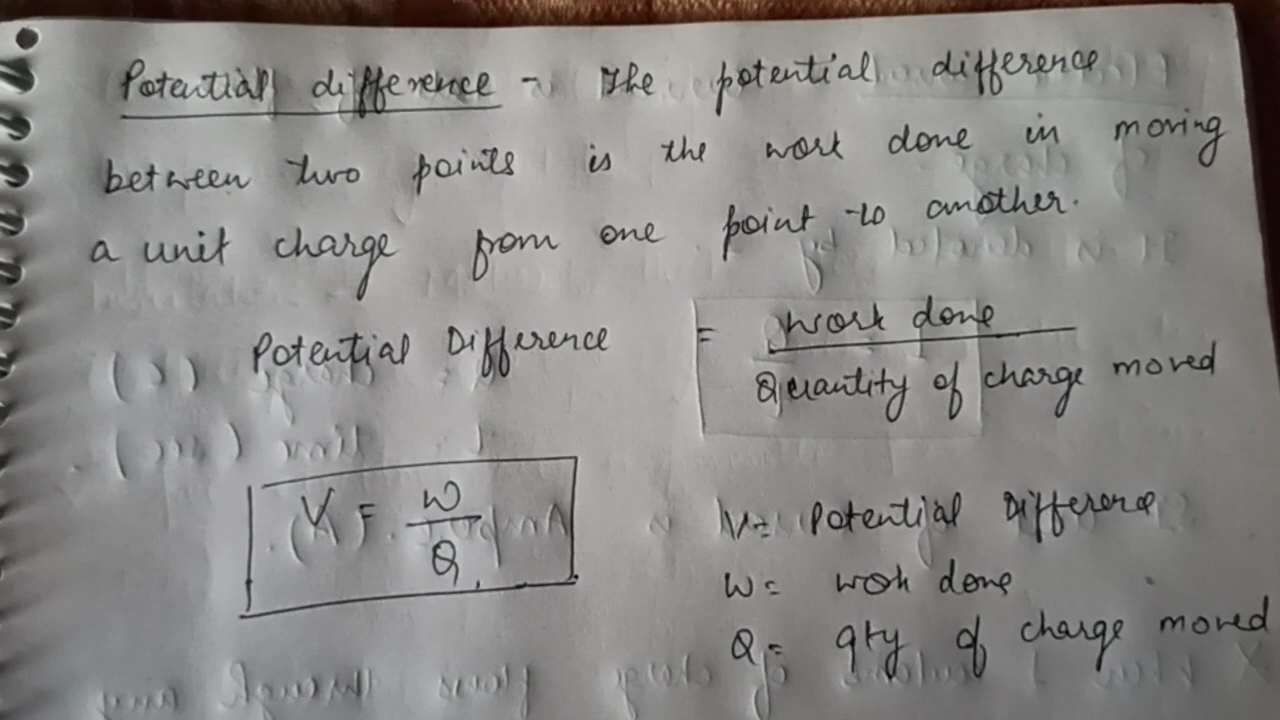 Potential difference - The potential difference
between two points is the work done in moving
a unit charge from one point to another.
Potential Difference = Work done / Quantity of charge moved
V = W / Q
V = Potential Difference
W = work done
Q = qty of charge moved